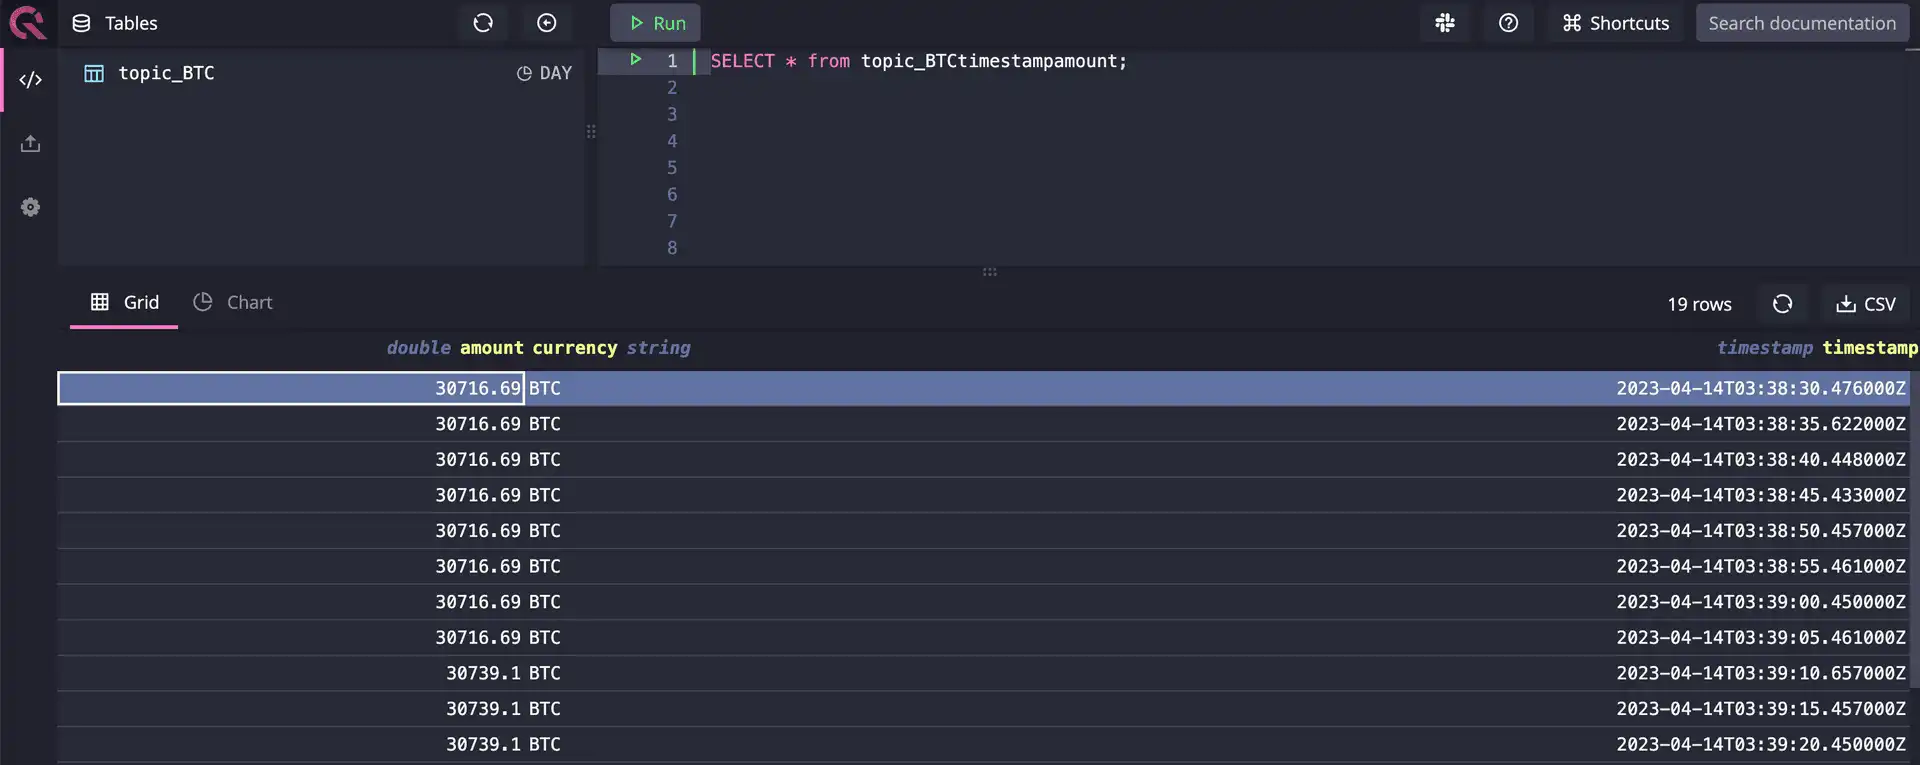 Tables
Run
Shortcuts
Search documentation
topic_BTC
DAY
1 SELECT * from topic_BTCtimestampamount;
2
3
4
5
6
7
8
Grid
Chart
19 rows
CSV
double amount currency string timestamp timestamp
30716.69 BTC 2023-04-14T03:38:30.476000Z
30716.69 BTC 2023-04-14T03:38:35.622000Z
30716.69 BTC 2023-04-14T03:38:40.448000Z
30716.69 BTC 2023-04-14T03:38:45.433000Z
30716.69 BTC 2023-04-14T03:38:50.457000Z
30716.69 BTC 2023-04-14T03:38:55.461000Z
30716.69 BTC 2023-04-14T03:39:00.450000Z
30716.69 BTC 2023-04-14T03:39:05.461000Z
30739.1 BTC 2023-04-14T03:39:10.657000Z
30739.1 BTC 2023-04-14T03:39:15.457000Z
30739.1 BTC 2023-04-14T03:39:20.450000Z